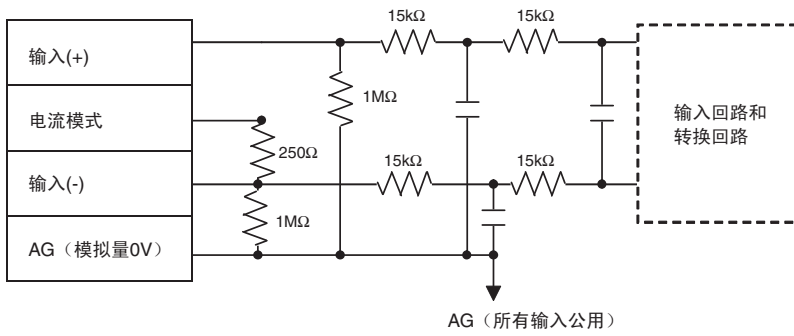 15kΩ
15kΩ
输入(+)
1MΩ
电流模式
输入回路和
转换回路
250Ω
15kΩ
15kΩ
输入(-)
1MΩ
AG（模拟量0V）
AG（所有输入公用）